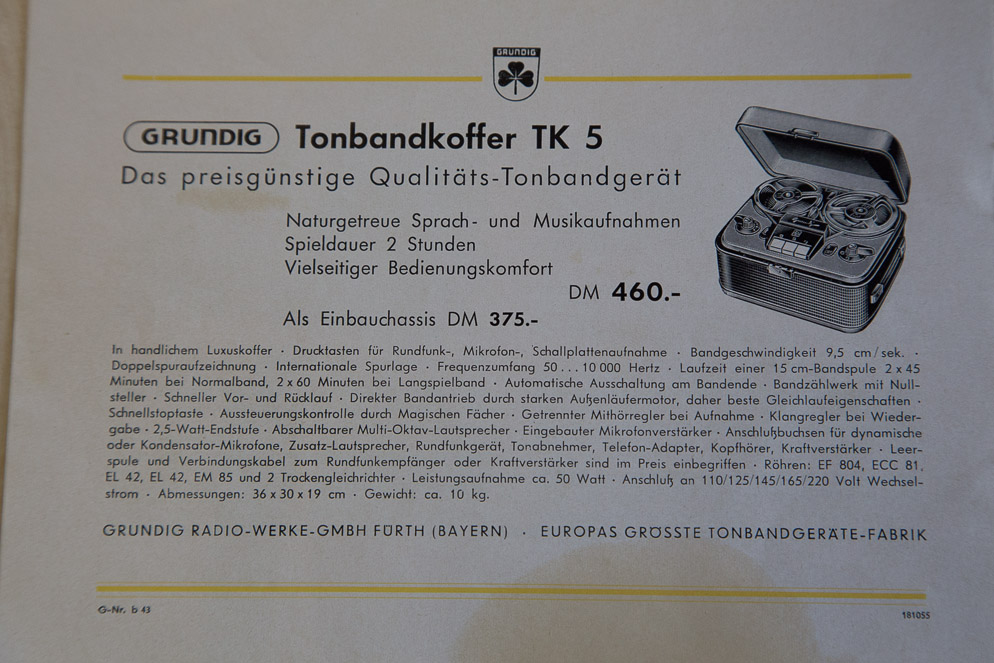 GRUNDIG
GRUNDIG Tonbandkoffer TK 5
Das preisgünstige Qualitäts-Tonbandgerät
Naturgetreue Sprach- und Musikaufnahmen
Spieldauer 2 Stunden
Vielseitiger Bedienungskomfort
DM 460.-
Als Einbauchassis DM 375.-
In handlichem Luxuskoffer · Drucktasten für Rundfunk-, Mikrofon-, Schallplattenaufnahme · Bandgeschwindigkeit 9,5 cm/sek. ·
Doppelspuraufzeichnung · Internationale Spurlage · Frequenzumfang 50...10 000 Hertz · Laufzeit einer 15 cm-Bandspule 2 x 45
Minuten bei Normalband, 2 x 60 Minuten bei Langspielband · Automatische Ausschaltung am Bandende · Bandzählwerk mit Null-
steller · Schneller Vor- und Rücklauf · Direkter Bandantrieb durch starken Außenläufermotor, daher beste Gleichlaufeigenschaften ·
Schnellstoptaste · Aussteuerungskontrolle durch Magischen Fächer · Getrennter Mithörregler bei Aufnahme · Klangregler bei Wieder-
gabe · 2,5-Watt-Endstufe · Abschaltbarer Multi-Oktav-Lautsprecher · Eingebauter Mikrofonverstärker · Anschlußbuchsen für dynamische
oder Kondensator-Mikrofone, Zusatz-Lautsprecher, Rundfunkgerät, Tonabnehmer, Telefon-Adapter, Kopfhörer, Kraftverstärker · Leer-
spule und Verbindungskabel zum Rundfunkempfänger oder Kraftverstärker sind im Preis einbegriffen · Röhren: EF 804, ECC 81,
EL 42, EL 42, EM 85 und 2 Trockengleichrichter · Leistungsaufnahme ca. 50 Watt · Anschluß an 110/125/145/165/220 Volt Wechsel-
strom · Abmessungen: 36 x 30 x 19 cm · Gewicht: ca. 10 kg.
GRUNDIG RADIO-WERKE-GMBH FÜRTH (BAYERN) · EUROPAS GRÖSSTE TONBANDGERÄTE-FABRIK
G-Nr. b 43
181055